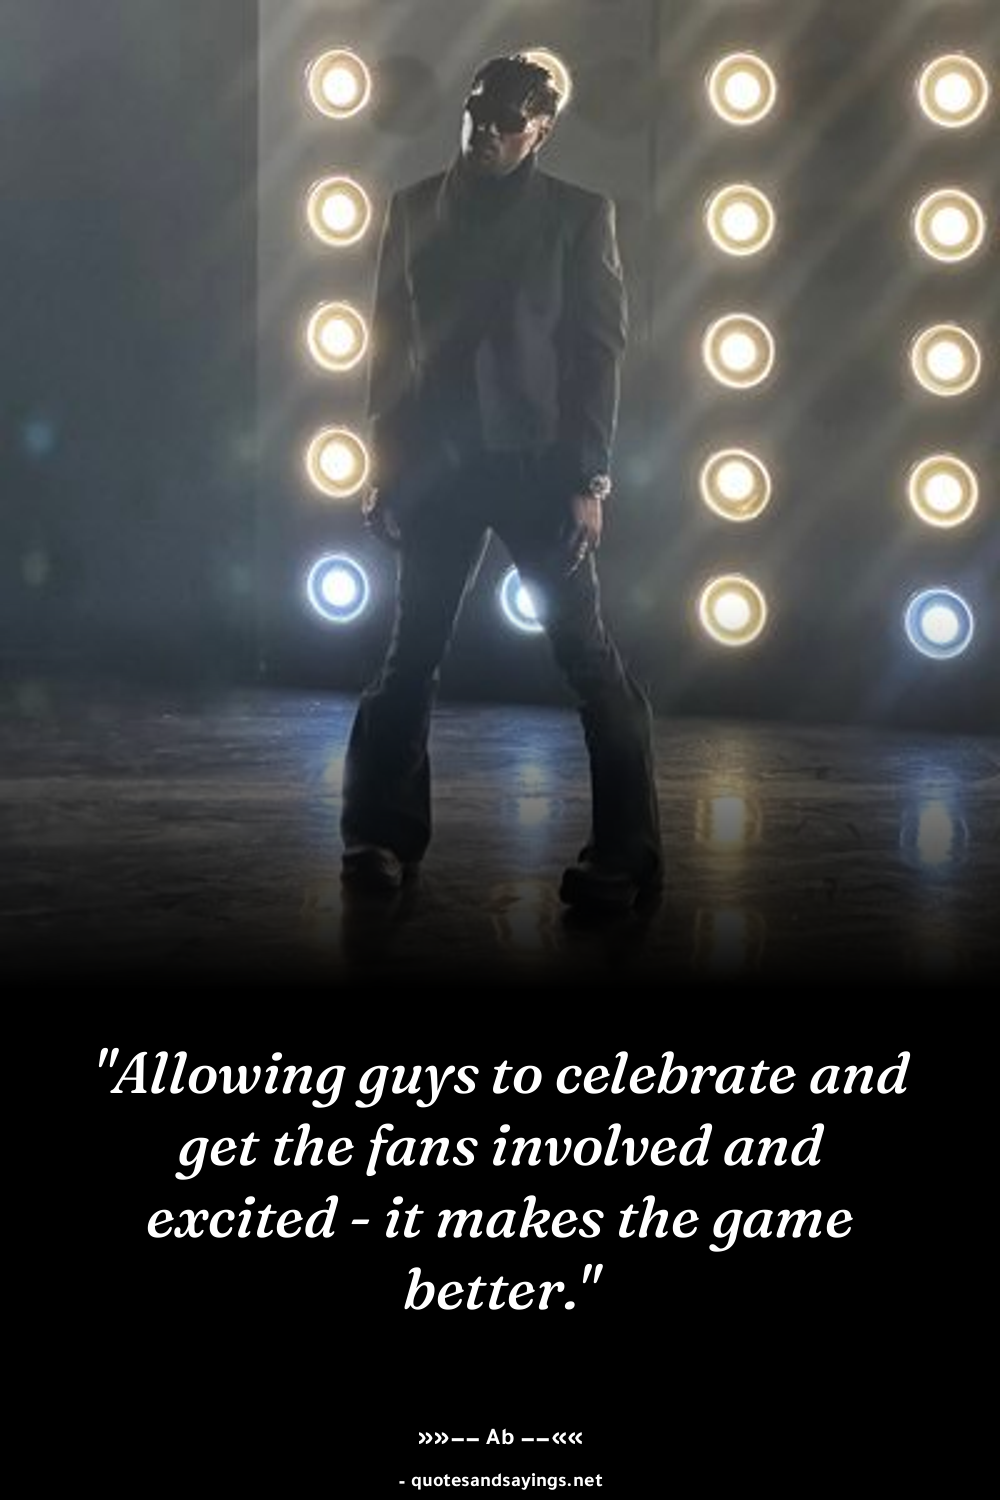 "Allowing guys to celebrate and
get the fans involved and
excited - it makes the game
better."
»»–– Ab ––««
- quotesandsayings.net